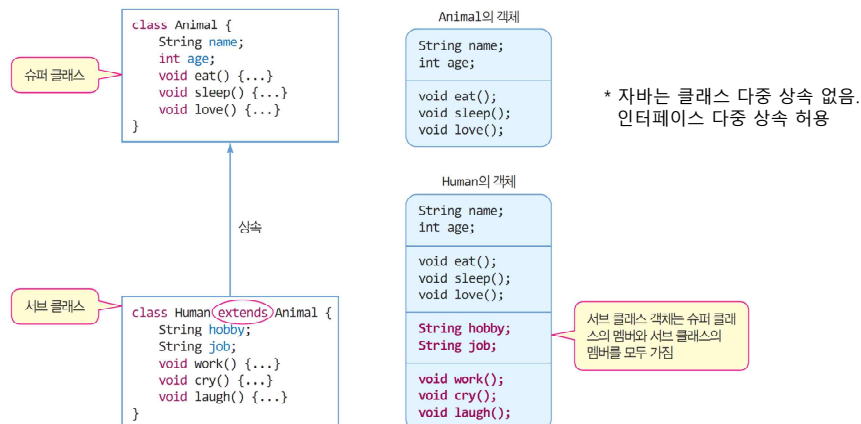 class Animal {
String name;
int age;
void eat() {...}
void sleep() {...}
void love() {...}
}
슈퍼 클래스
상속
서브 클래스
class Human extends Animal {
String hobby;
String job;
void work() {...}
void cry() {...}
void laugh() {...}
}
Animal의 객체
String name;
int age;
void eat();
void sleep();
void love();
Human의 객체
String name;
int age;
void eat();
void sleep();
void love();
String hobby;
String job;
void work();
void cry();
void laugh();
* 자바는 클래스 다중 상속 없음.
인터페이스 다중 상속 허용
서브 클래스 객체는 슈퍼 클래
스의 멤버와 서브 클래스의
멤버를 모두 가짐